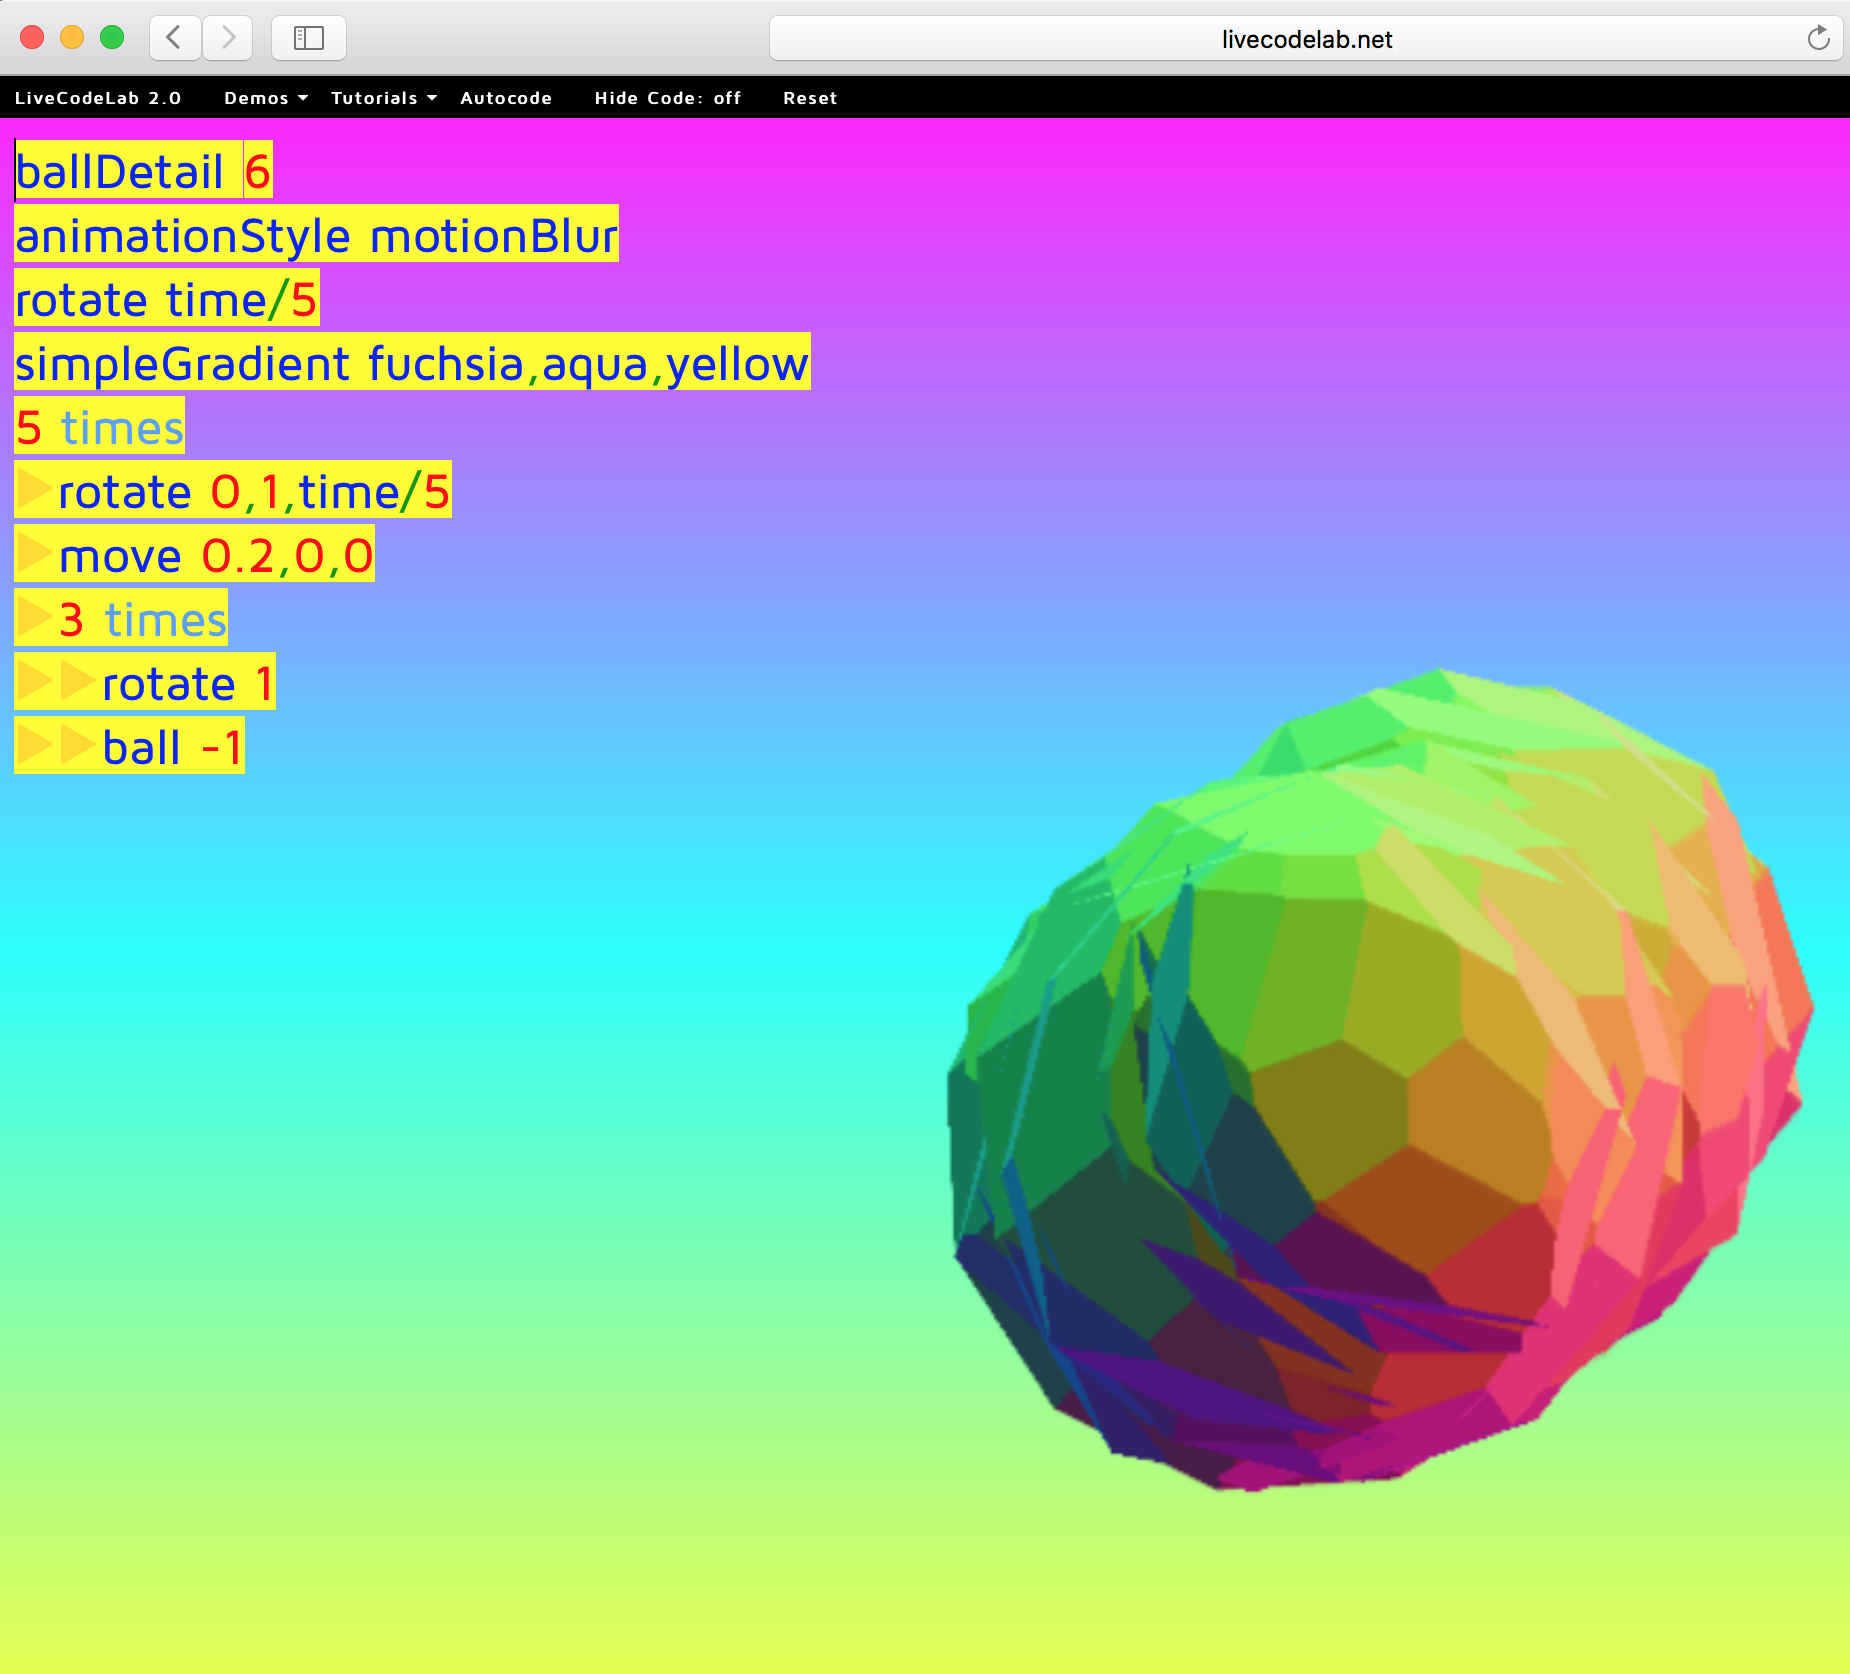 livecodelab.net
LiveCodeLab 2.0 Demos Tutorials Autocode Hide Code: off Reset
ballDetail 6
animationStyle motionBlur
rotate time/5
simpleGradient fuchsia,aqua,yellow
5 times
rotate 0,1,time/5
move 0.2,0,0
3 times
rotate 1
ball -1